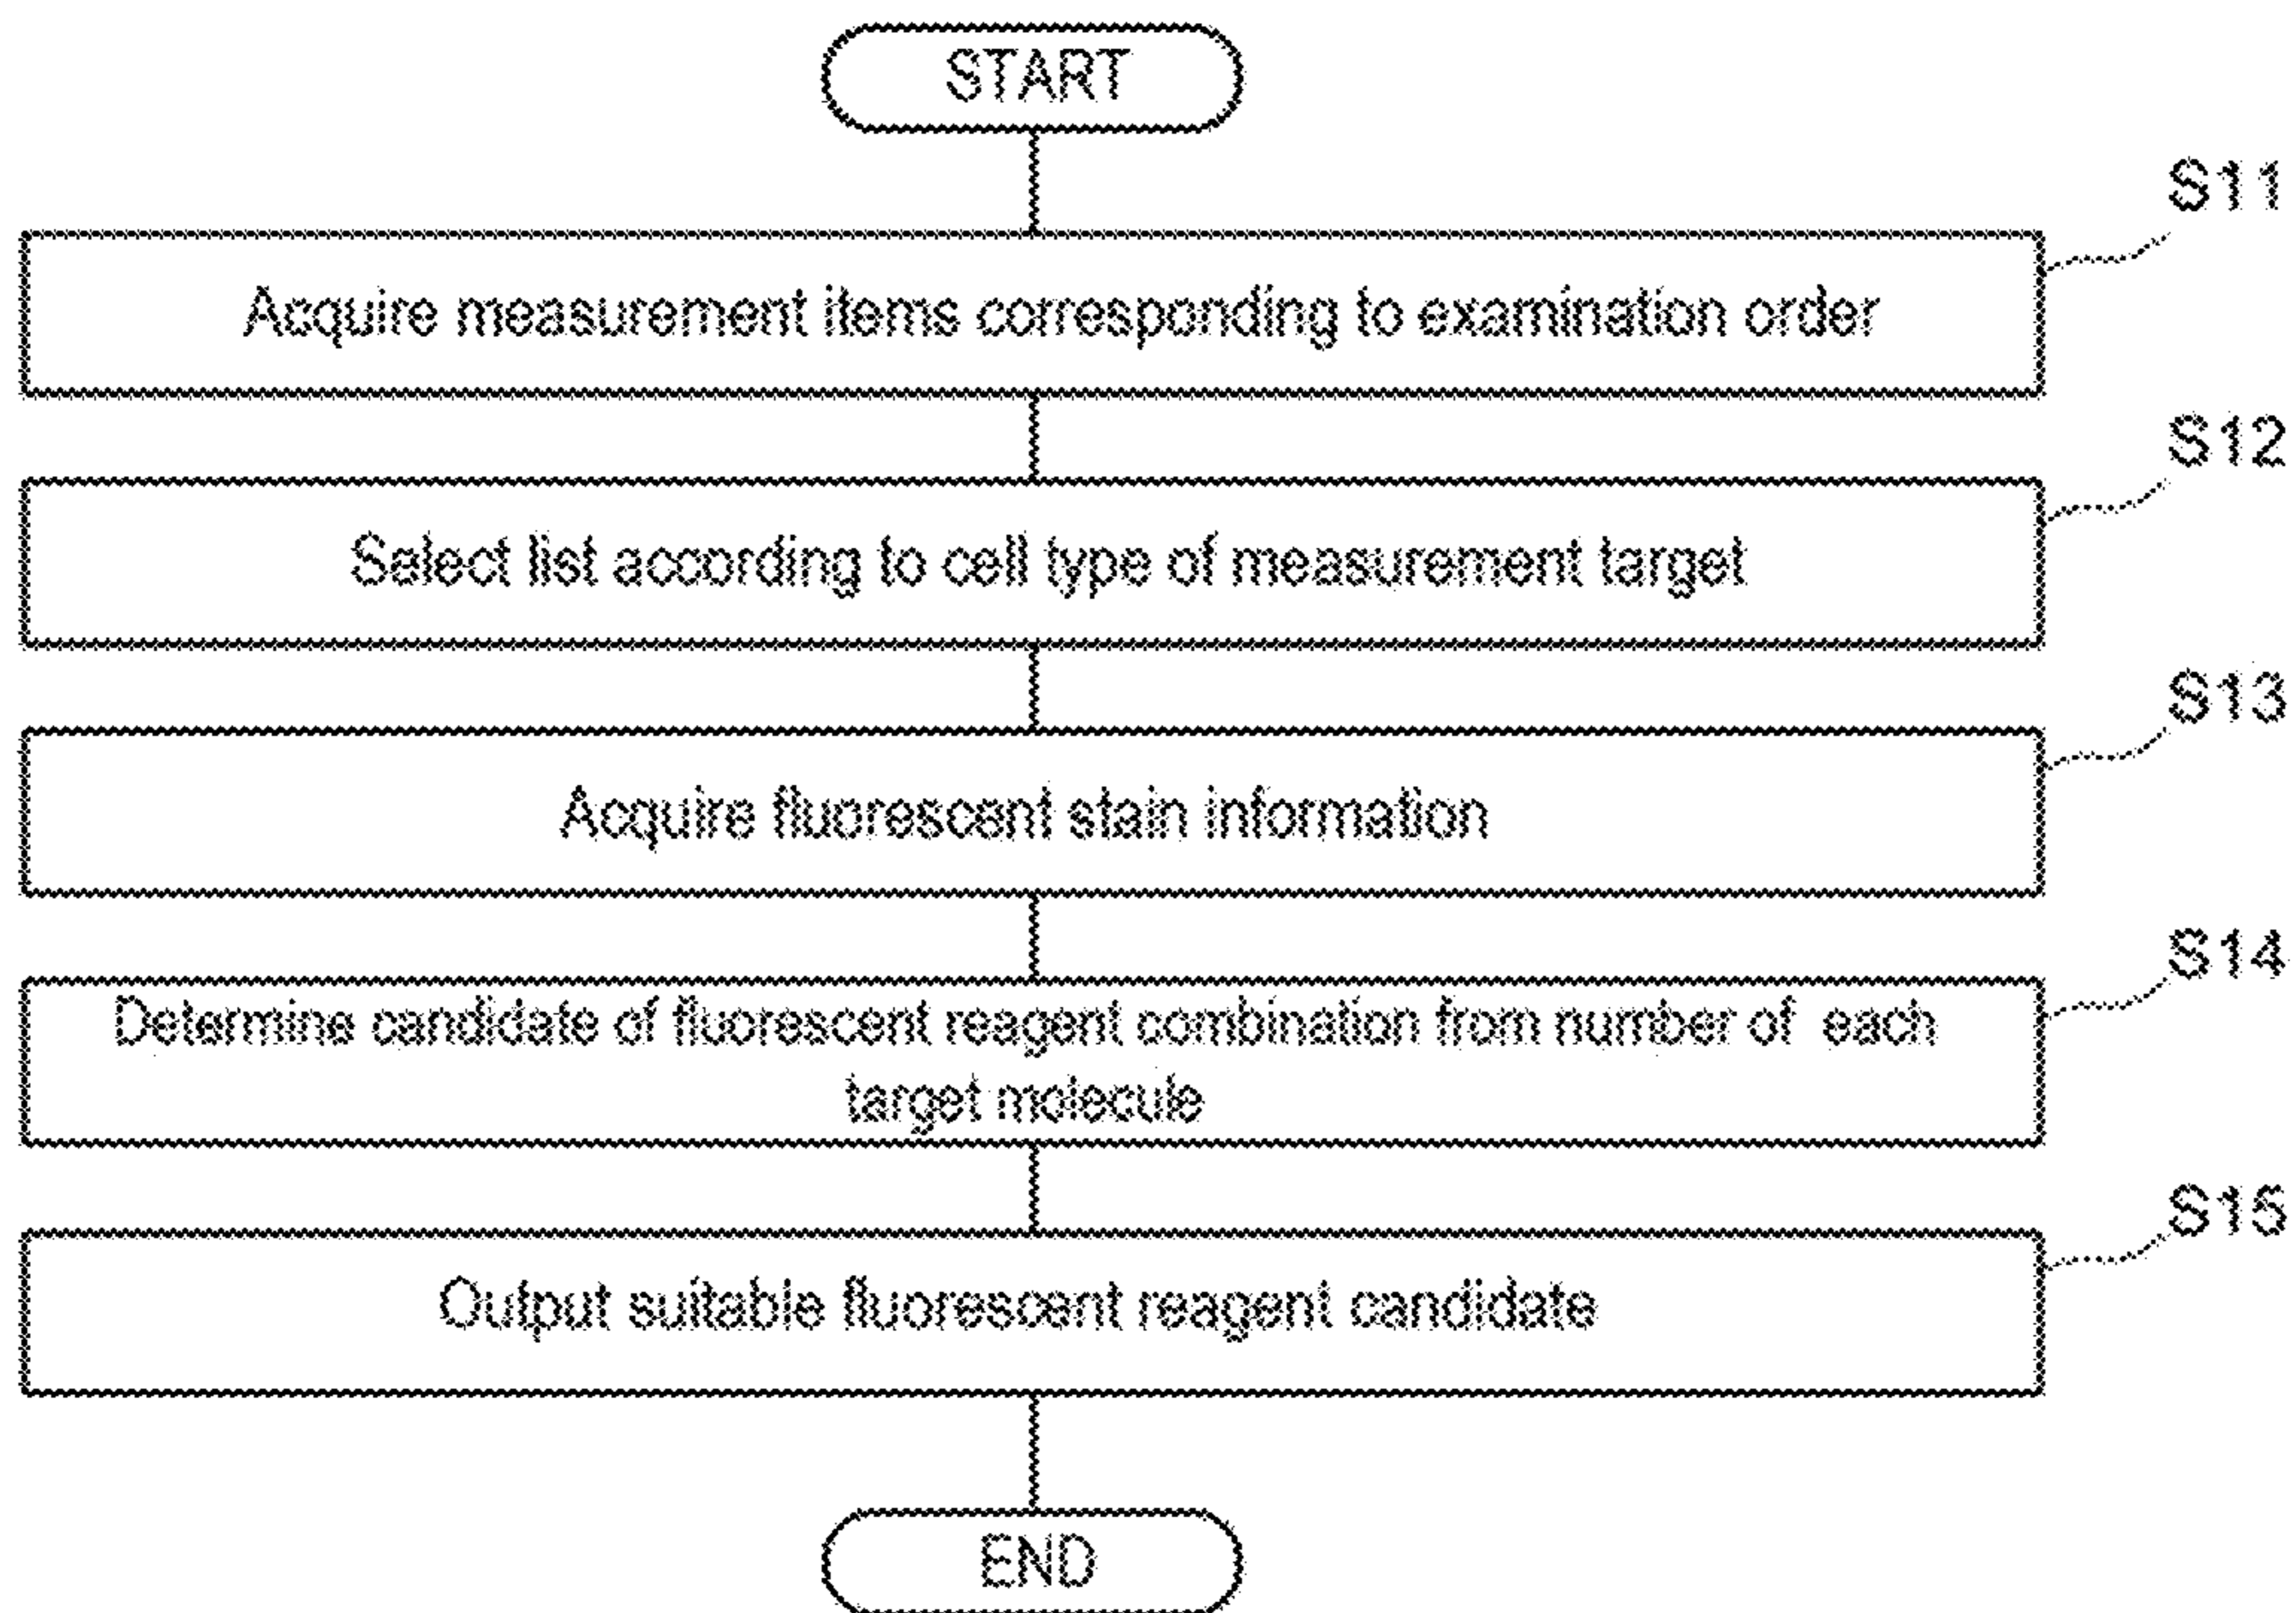 START
S11
Acquire measurement items corresponding to examination order
S12
Select list according to cell type of measurement target
S13
Acquire fluorescent stain information
S14
Determine candidate of fluorescent reagent combination from number of each
target molecule
S15
Output suitable fluorescent reagent candidate
END